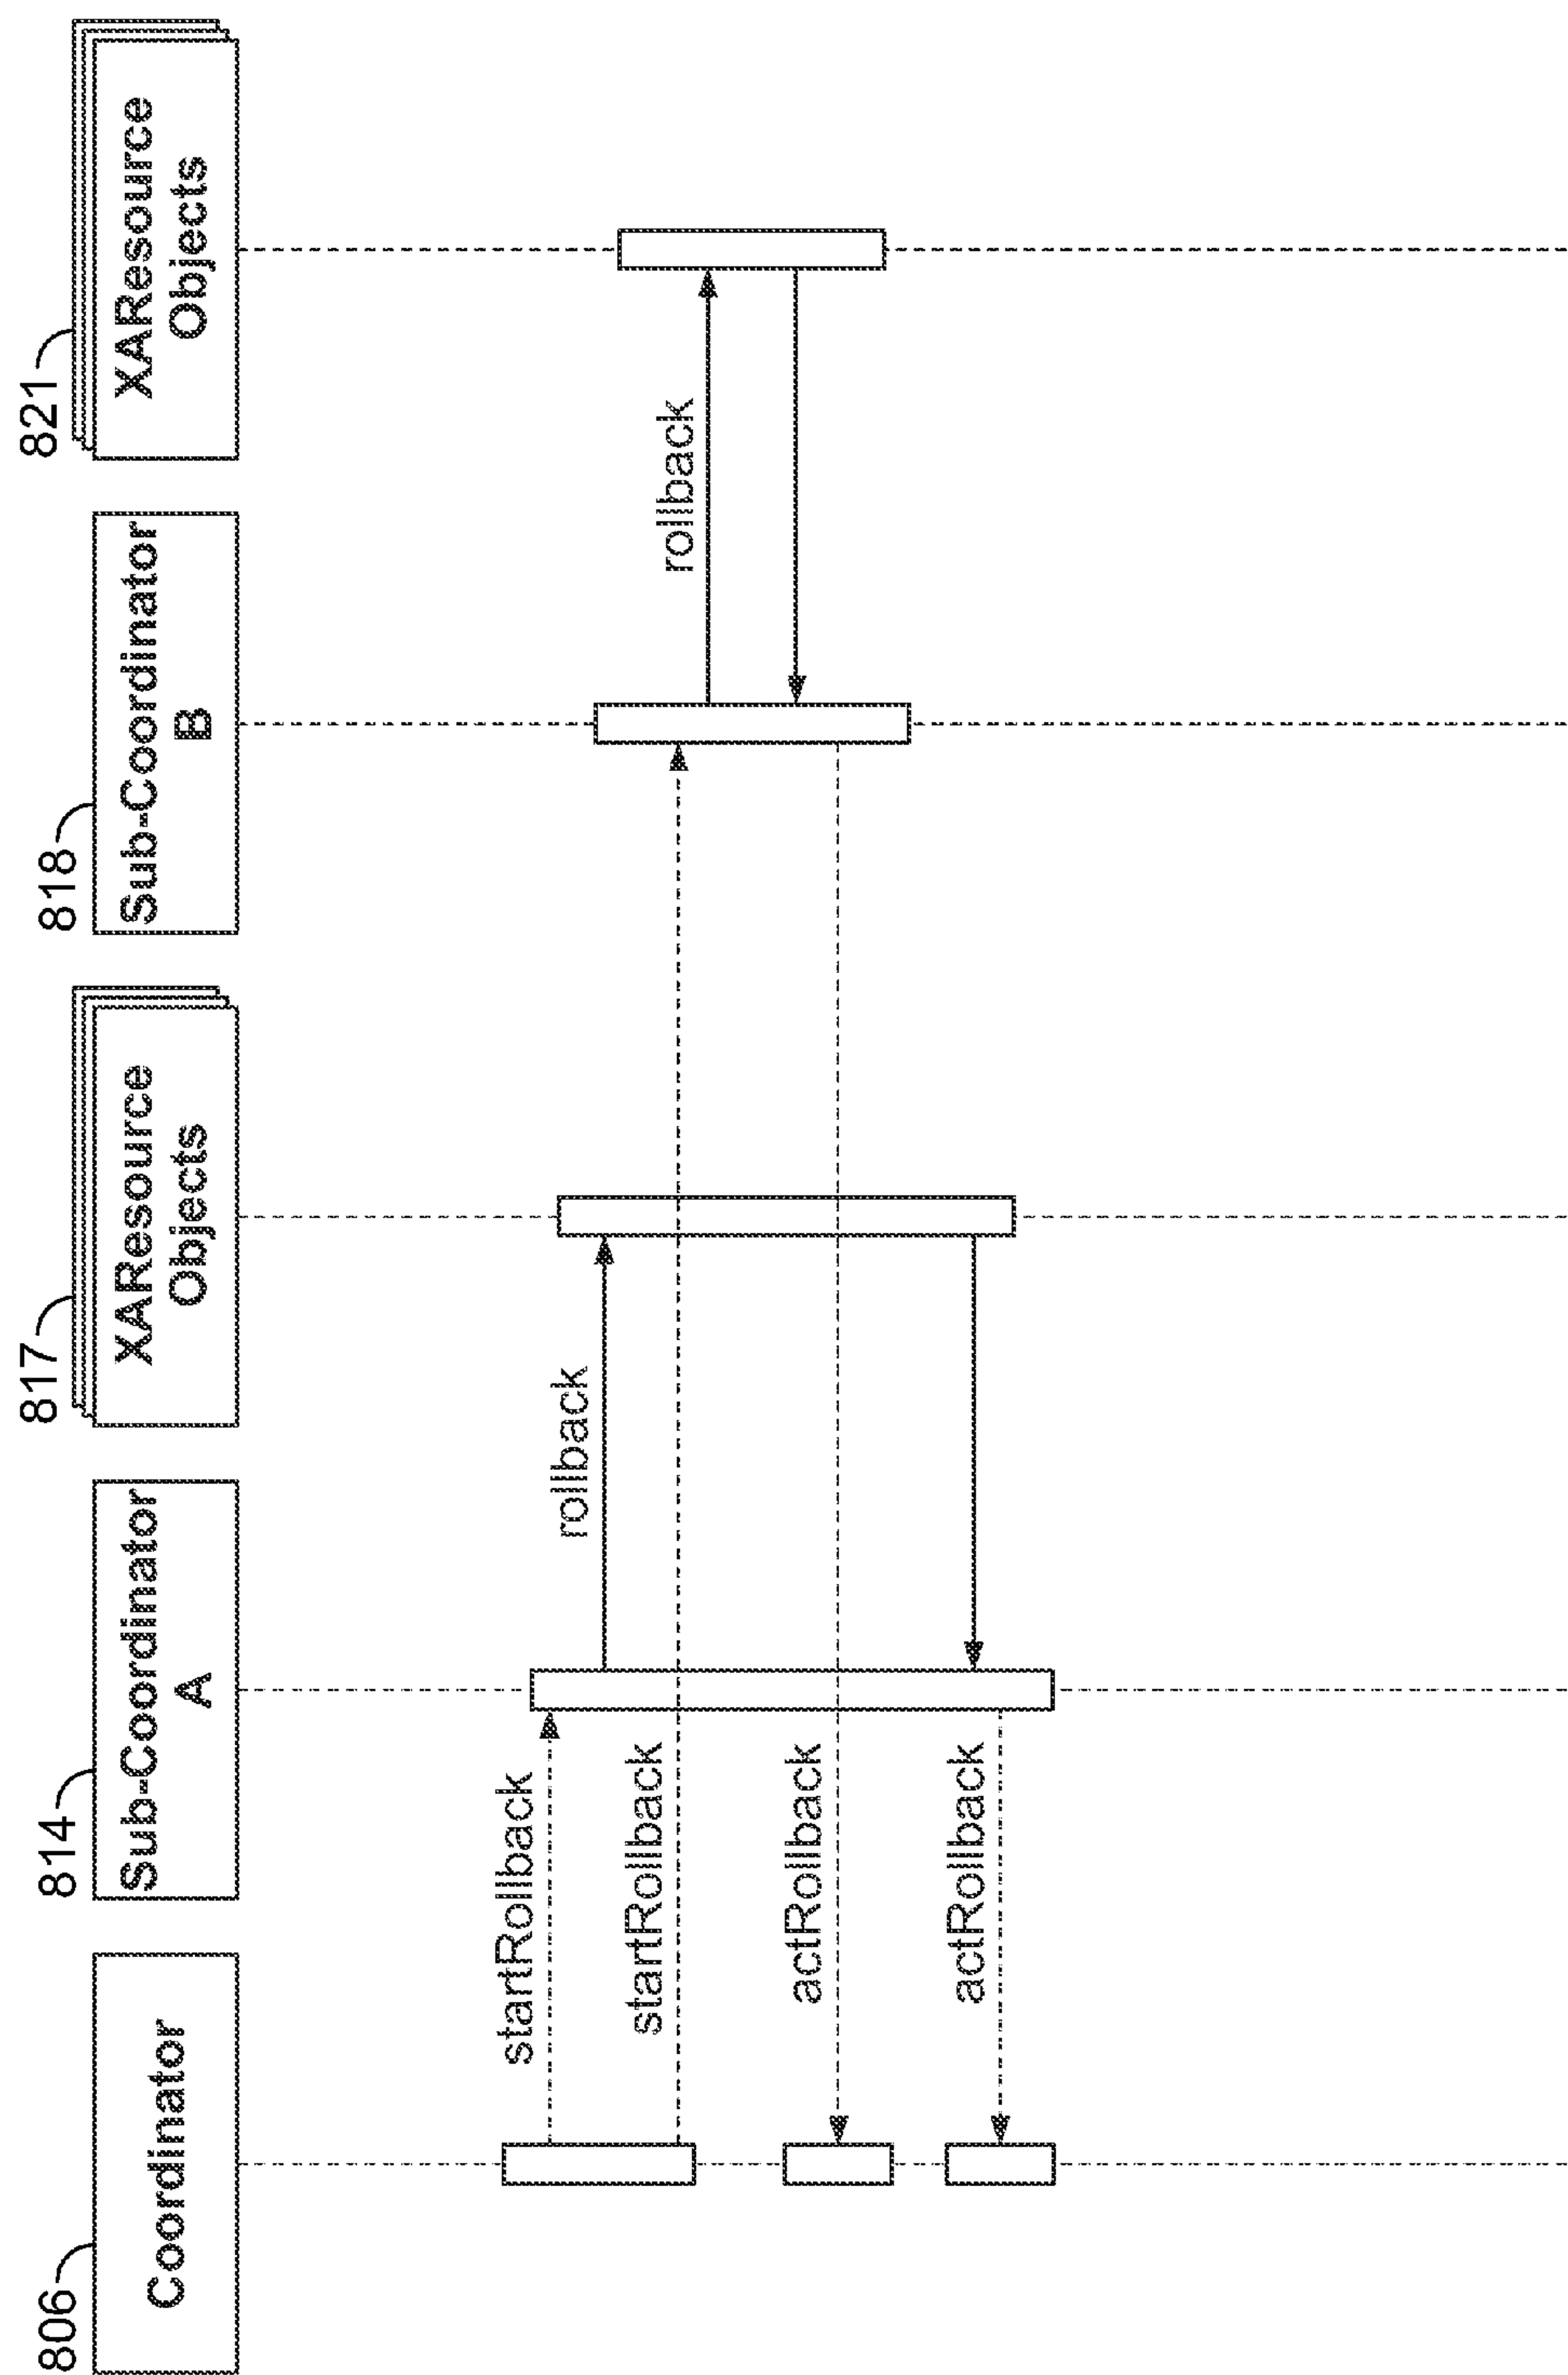 806
Coordinator
814
Sub-Coordinator
A
817
XAResource
Objects
818
Sub-Coordinator
B
821
XAResource
Objects
startRollback
rollback
startRollback
rollback
actRollback
actRollback